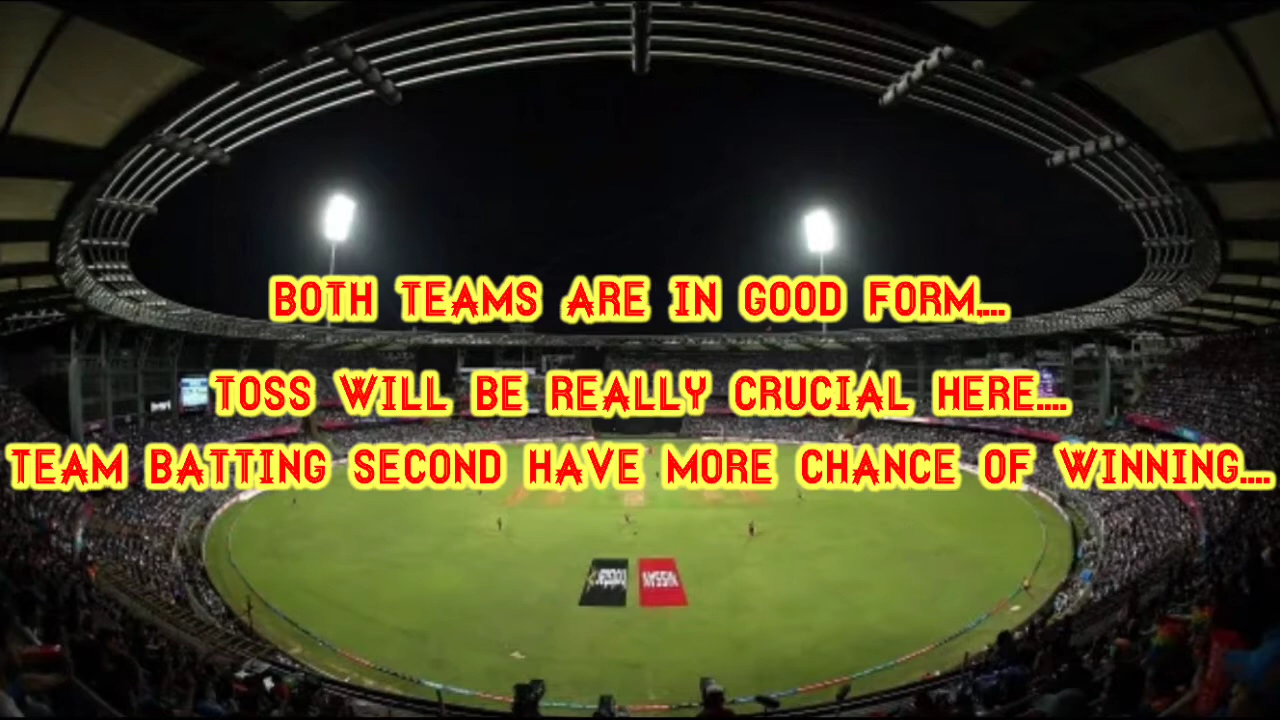 BOTH TEAMS ARE IN GOOD FORM,...
TOSS WILL BE REALLY CRUCIAL HERE....
TEAM BATTING SECOND HAVE MORE CHANCE OF WINNING....
NISSAN